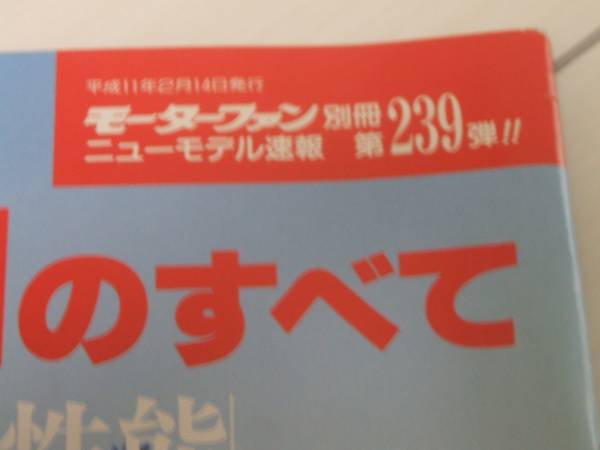 平成11年2月14日発行
モーターファン別冊
ニューモデル速報 第239弾!!
のすべて
性能